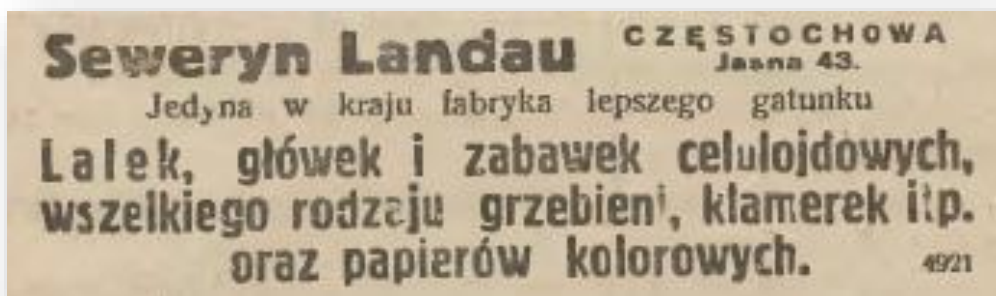 Seweryn Landau
CZĘSTOCHOWA
Jasna 43.
Jedyna w kraju fabryka lepszego gatunku
Lalek, główek i zabawek celulojdowych,
wszelkiego rodzaju grzebieni, klamerek itp.
oraz papierów kolorowych.
4921